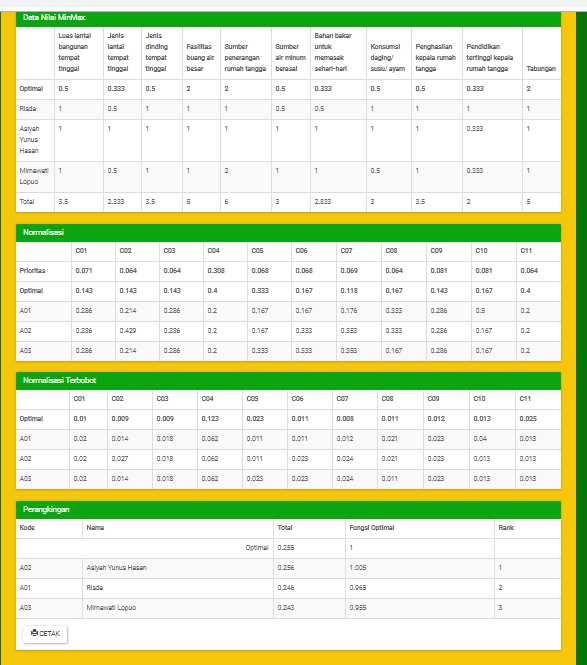 Data Nilai MinMax
Luas lantai bangunan tempat tinggal Jenis lantai tempat tinggal Jenis dinding tempat tinggal Fasilitas buang air besar Sumber penerangan rumah tangga Sumber air minum berasal Bahan bakar untuk memasak sehari-hari Konsumsi daging/ susu/ ayam Penghasilan kepala rumah tangga Pendidikan tertinggi kepala rumah tangga Tabungan
Optimal 0.5 0.333 0.5 2 2 0.5 0.333 0.5 0.5 0.333 2
Risda 1 0.5 1 1 1 0.5 0.5 1 1 1 1
Asiyah Yunus Hasan 1 1 1 1 1 1 1 1 1 0.333 1
Mirnawati Lopuo 1 0.5 1 1 2 1 1 0.5 1 0.333 1
Total 3.5 2.333 3.5 5 6 3 2.833 3 3.5 2 5
Normalisasi
C01 C02 C03 C04 C05 C06 C07 C08 C09 C10 C11
Prioritas 0.071 0.064 0.064 0.308 0.068 0.068 0.069 0.064 0.081 0.081 0.064
Optimal 0.143 0.143 0.143 0.4 0.333 0.167 0.118 0.167 0.143 0.167 0.4
A01 0.286 0.214 0.286 0.2 0.167 0.167 0.176 0.333 0.286 0.5 0.2
A02 0.286 0.429 0.286 0.2 0.167 0.333 0.353 0.333 0.286 0.167 0.2
A03 0.286 0.214 0.286 0.2 0.333 0.333 0.353 0.167 0.286 0.167 0.2
Normalisasi Terbobot
C01 C02 C03 C04 C05 C06 C07 C08 C09 C10 C11
Optimal 0.01 0.009 0.009 0.123 0.023 0.011 0.008 0.011 0.012 0.013 0.025
A01 0.02 0.014 0.018 0.062 0.011 0.011 0.012 0.021 0.023 0.04 0.013
A02 0.02 0.027 0.018 0.062 0.011 0.023 0.024 0.021 0.023 0.013 0.013
A03 0.02 0.014 0.018 0.062 0.023 0.023 0.024 0.011 0.023 0.013 0.013
Perangkingan
Kode Nama Total Fungsi Optimal Rank
Optimal 0.255 1
A02 Asiyah Yunus Hasan 0.256 1.005 1
A01 Risda 0.246 0.965 2
A03 Mirnawati Lopuo 0.243 0.955 3
CETAK